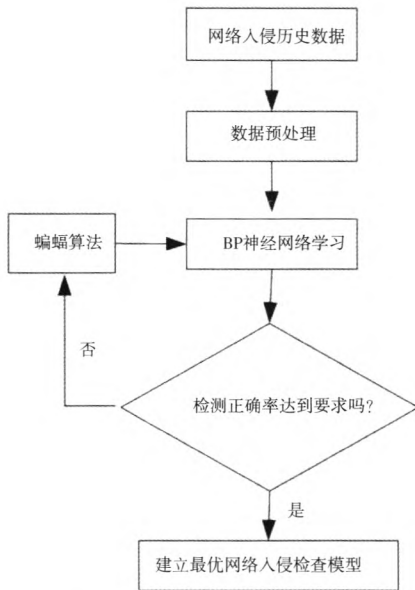 网络入侵历史数据
数据预处理
蝙蝠算法
BP神经网络学习
否
检测正确率达到要求吗?
是
建立最优网络入侵检查模型